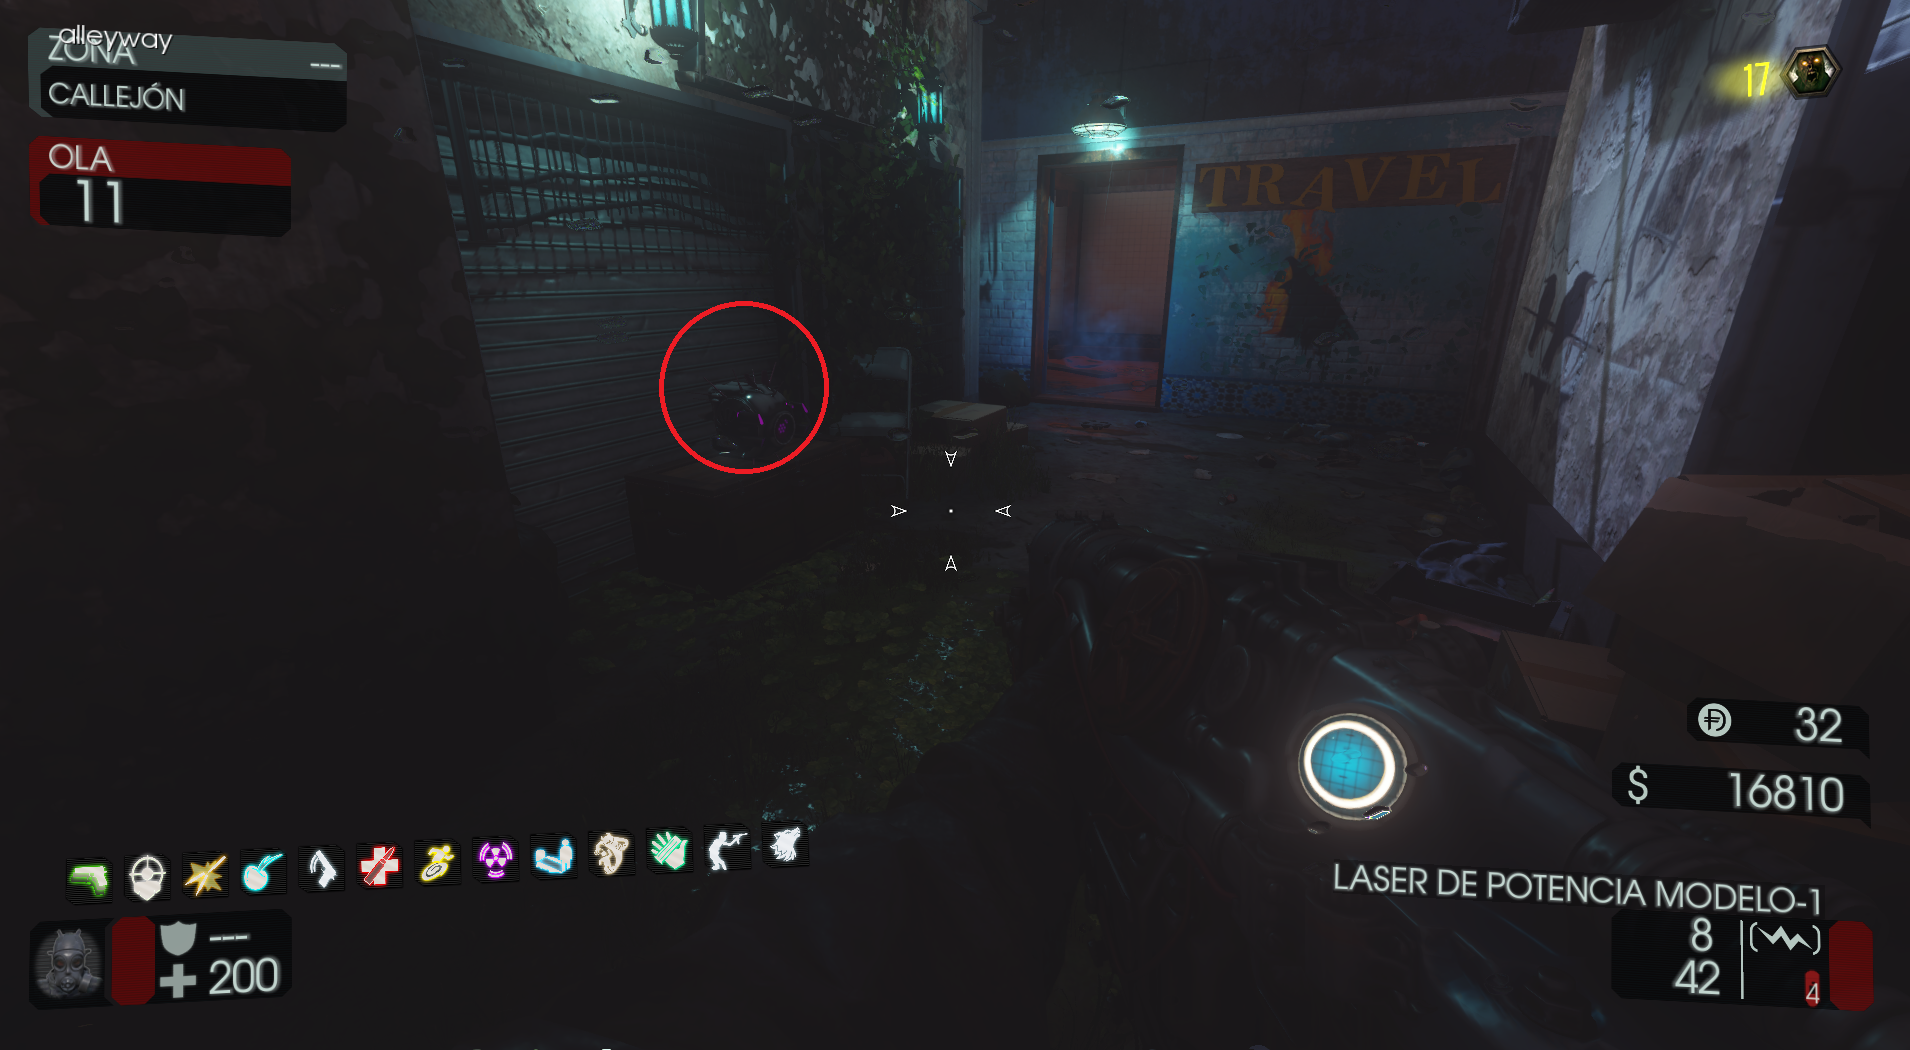 alleyway
ZONA
---
CALLEJÓN
17
OLA
11
TRAVEL
32
$ 16810
LASER DE POTENCIA MODELO-1
8
42
4
---
200